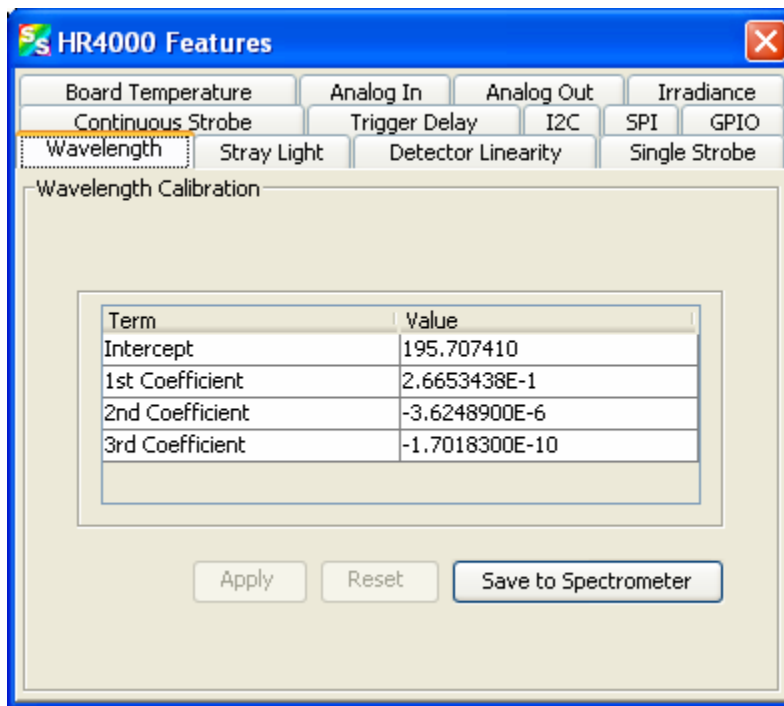 HR4000 Features
Board Temperature Analog In Analog Out Irradiance
Continuous Strobe Trigger Delay I2C SPI GPIO
Wavelength Stray Light Detector Linearity Single Strobe
Wavelength Calibration
Term Value
Intercept 195.707410
1st Coefficient 2.6653438E-1
2nd Coefficient -3.6248900E-6
3rd Coefficient -1.7018300E-10
Apply Reset Save to Spectrometer